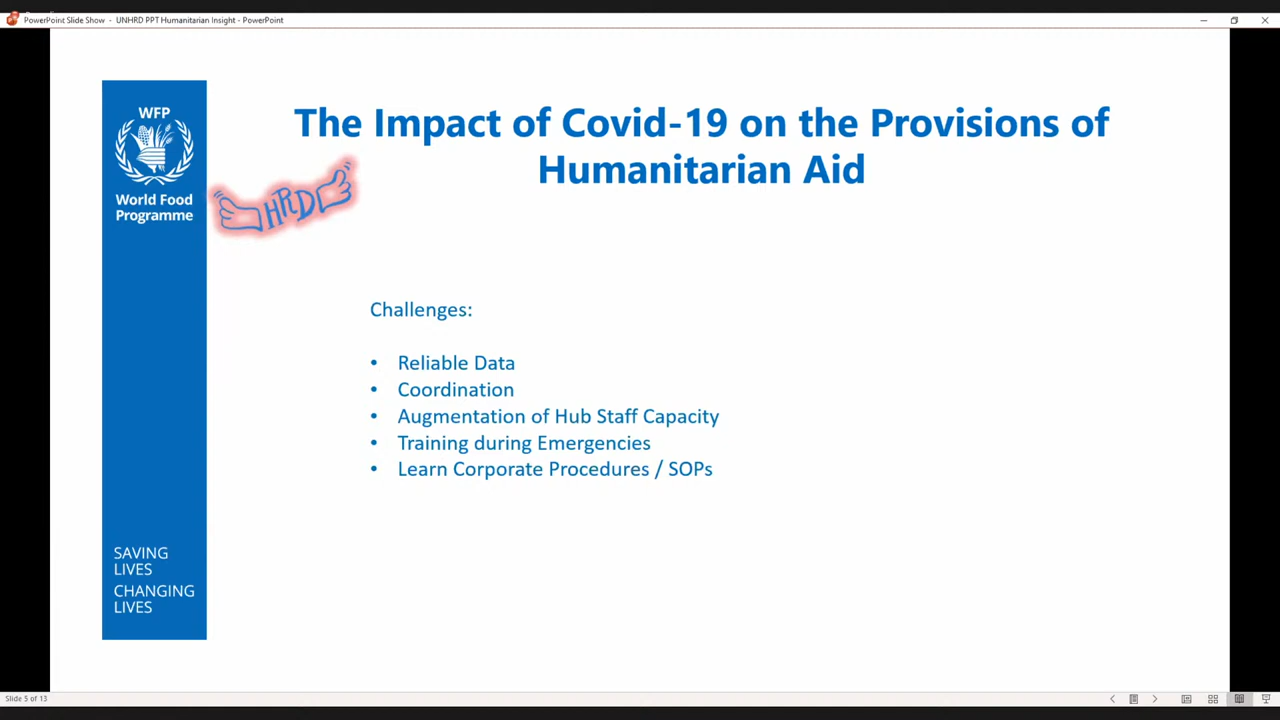 PowerPoint Slide Show - UNHRD PPT Humanitarian Insight - PowerPoint
WFP
World Food
Programme
HRD
The Impact of Covid-19 on the Provisions of
Humanitarian Aid
Challenges:
• Reliable Data
• Coordination
• Augmentation of Hub Staff Capacity
• Training during Emergencies
• Learn Corporate Procedures / SOPs
SAVING
LIVES
CHANGING
LIVES
Slide 5 of 13